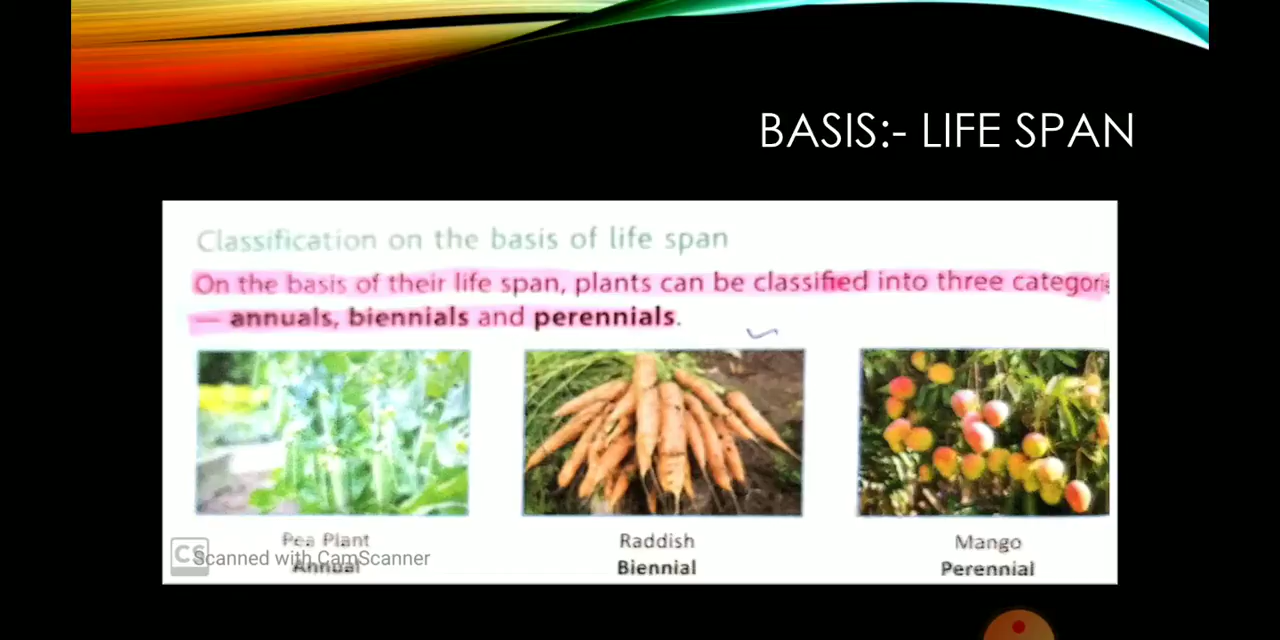 BASIS:- LIFE SPAN
Classification on the basis of life span
On the basis of their life span, plants can be classified into three categori
— annuals, biennials and perennials.
Pea Plant
Annual
Raddish
Biennial
Mango
Perennial
CS Scanned with CamScanner